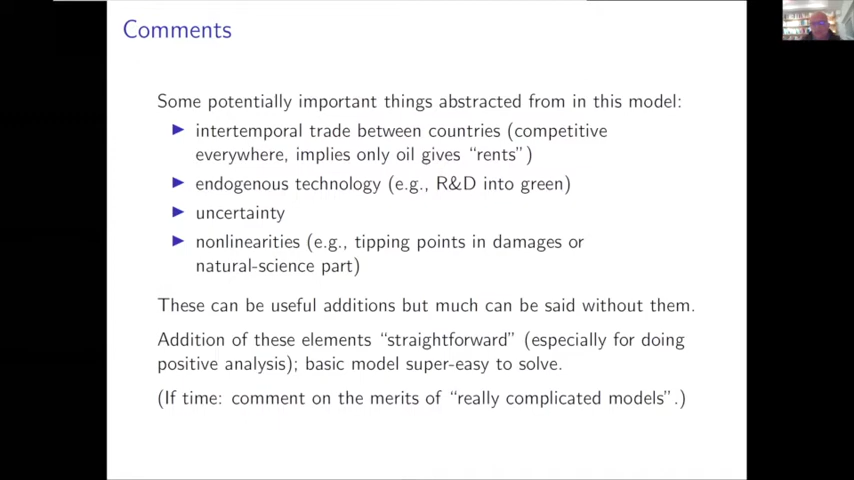 Comments
Some potentially important things abstracted from in this model:
▶ intertemporal trade between countries (competitive
everywhere, implies only oil gives “rents”)
▶ endogenous technology (e.g., R&D into green)
▶ uncertainty
▶ nonlinearities (e.g., tipping points in damages or
natural-science part)
These can be useful additions but much can be said without them.
Addition of these elements “straightforward” (especially for doing
positive analysis); basic model super-easy to solve.
(If time: comment on the merits of “really complicated models”.)